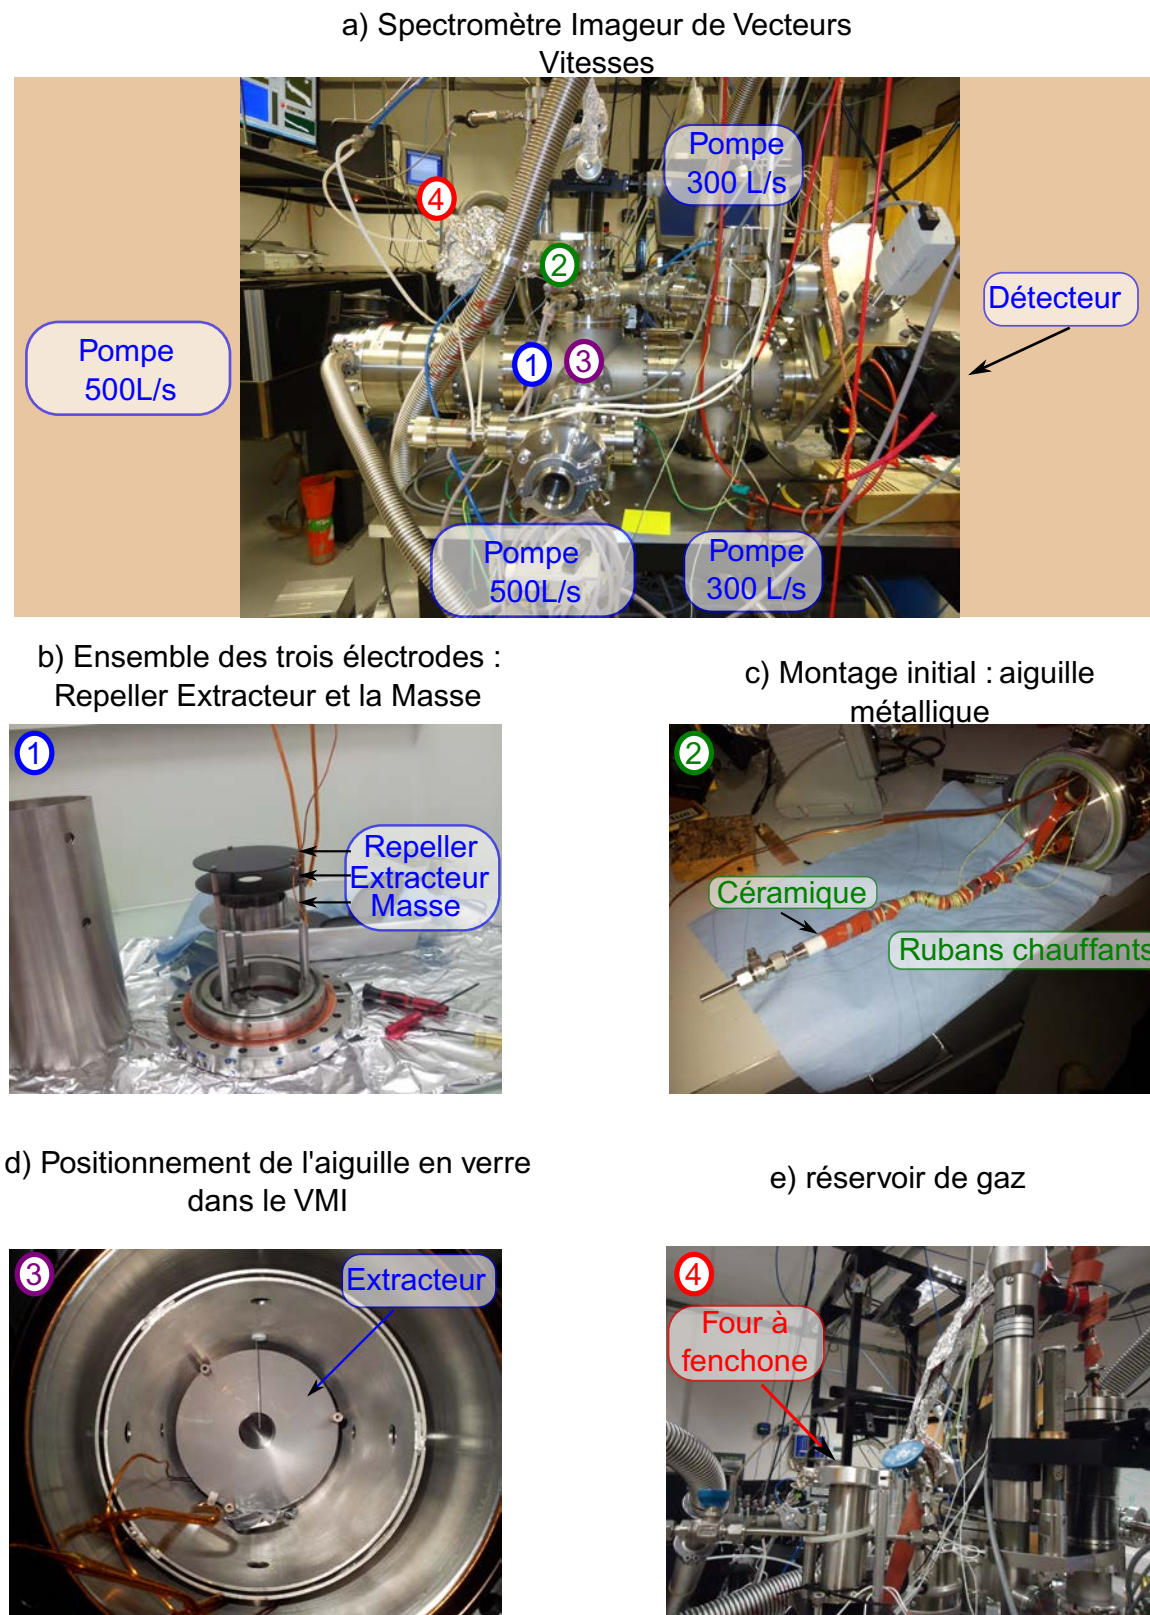 a) Spectromètre Imageur de Vecteurs
Vitesses
Pompe
300 L/s
4
2
Détecteur
Pompe
500L/s
1
3
Pompe
500L/s
Pompe
300 L/s
b) Ensemble des trois électrodes :
Repeller Extracteur et la Masse
1
Repeller
Extracteur
Masse
c) Montage initial : aiguille
métallique
2
Céramique
Rubans chauffants
d) Positionnement de l'aiguille en verre
dans le VMI
3
Extracteur
e) réservoir de gaz
4
Four à
fenchone